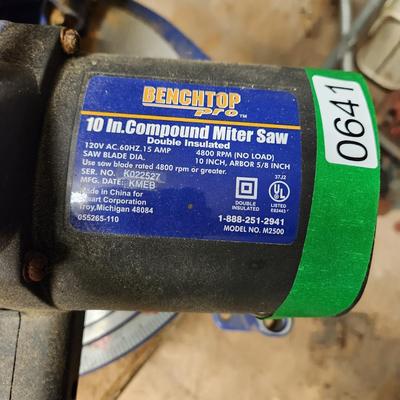 BENCHTOP
pro™
10 In. Compound Miter Saw
Double Insulated
120V AC.60HZ.15 AMP 4800 RPM (NO LOAD)
SAW BLADE DIA. 10 INCH, ARBOR 5/8 INCH
Use saw blade rated 4800 rpm or greater.
SER. NO. K022527
MFG. DATE: KMEB
Made in China for
Corporation
Troy, Michigan 48084
055265-110
37J2
UL
DOUBLE INSULATED
LISTED
E82443
1-888-251-2941
MODEL NO. M2500
0641